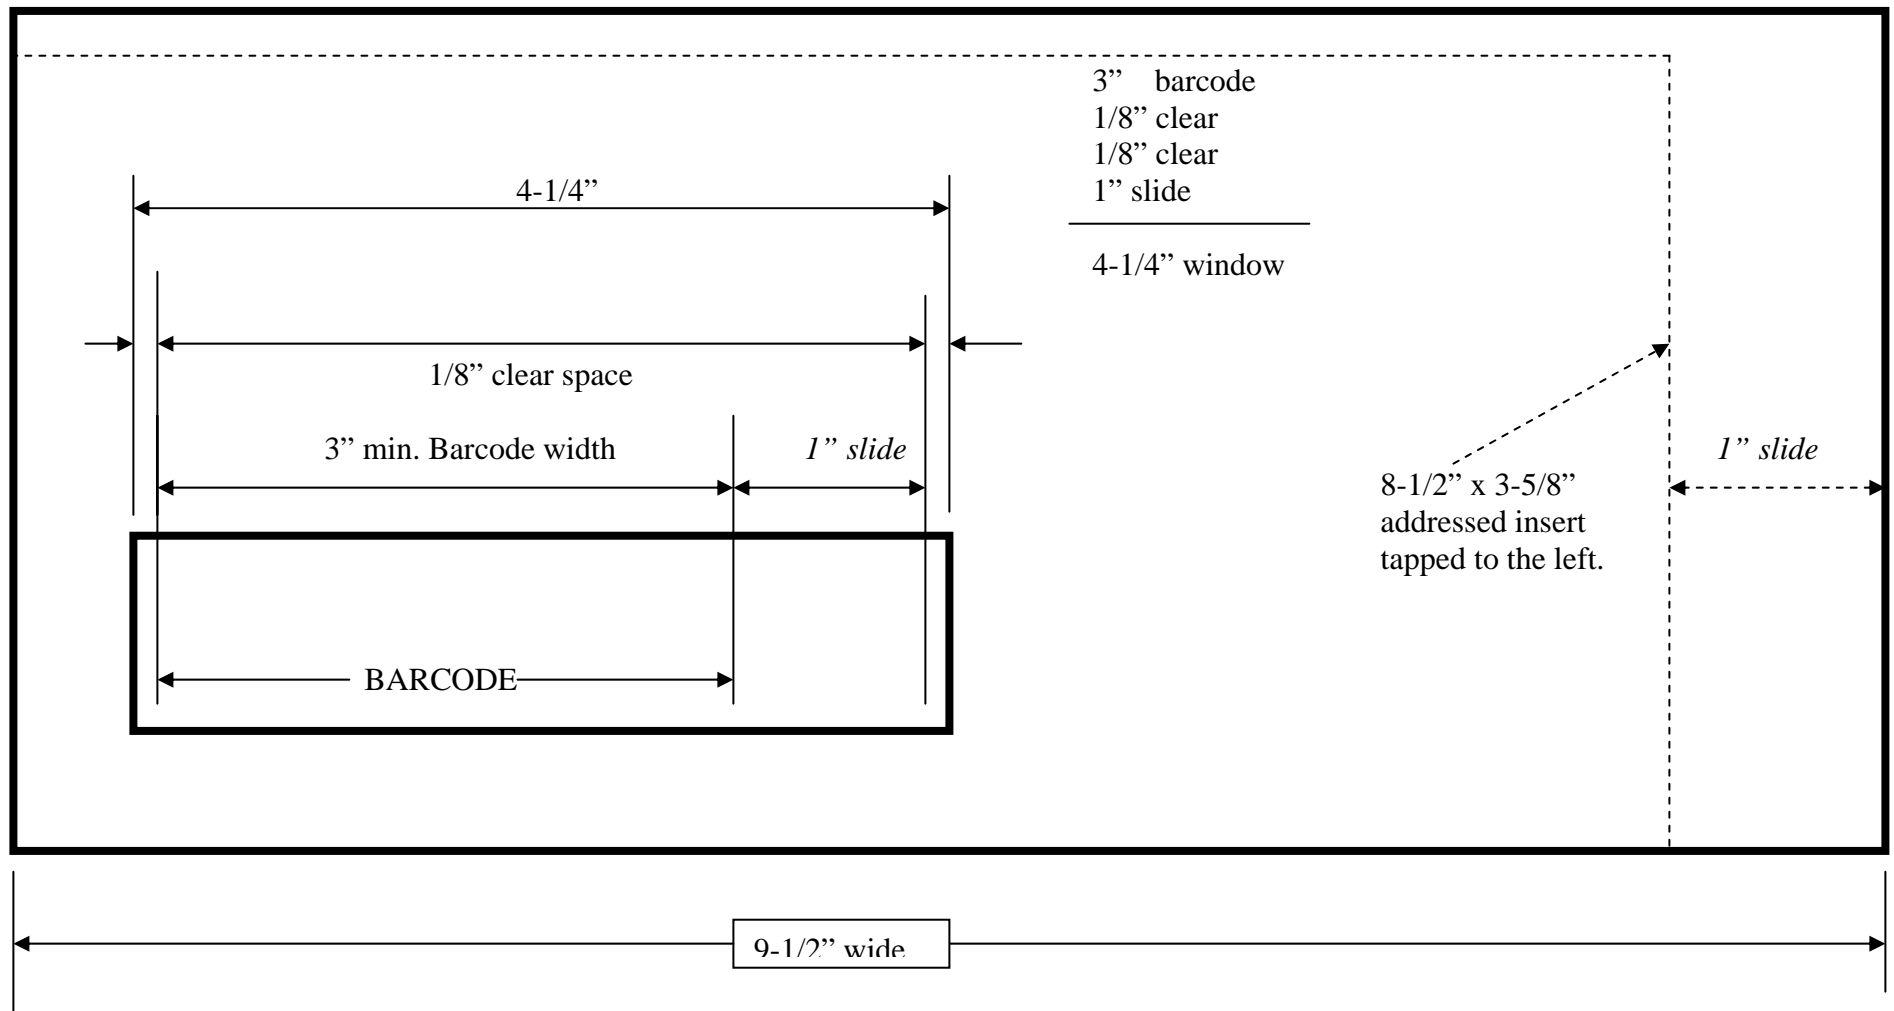 3” barcode
1/8” clear
1/8” clear
1” slide
4-1/4” window
4-1/4”
1/8” clear space
3” min. Barcode width
1” slide
BARCODE
8-1/2” x 3-5/8”
addressed insert
tapped to the left.
1” slide
9-1/2” wide